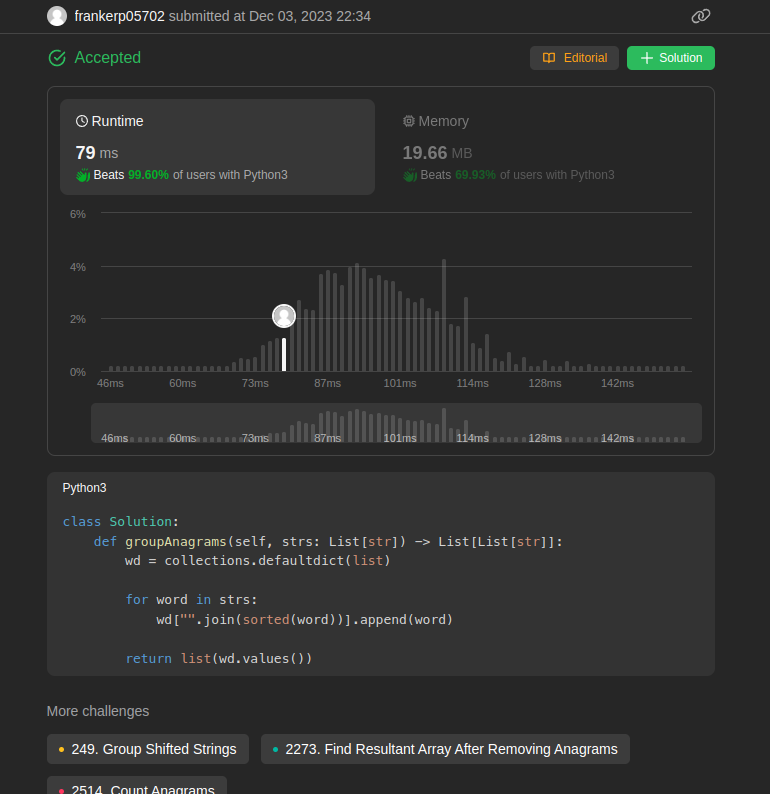 frankerp05702 submitted at Dec 03, 2023 22:34
Accepted
Editorial
Solution
Runtime
79 ms
Beats 99.60% of users with Python3
Memory
19.66 MB
Beats 69.93% of users with Python3
6%
4%
2%
0%
46ms 60ms 73ms 87ms 101ms 114ms 128ms 142ms
46ms 60ms 73ms 87ms 101ms 114ms 128ms 142ms
Python3
class Solution:
    def groupAnagrams(self, strs: List[str]) -> List[List[str]]:
        wd = collections.defaultdict(list)
        for word in strs:
            wd["".join(sorted(word))].append(word)
        return list(wd.values())
More challenges
249. Group Shifted Strings
2273. Find Resultant Array After Removing Anagrams
2514. Count Anagrams